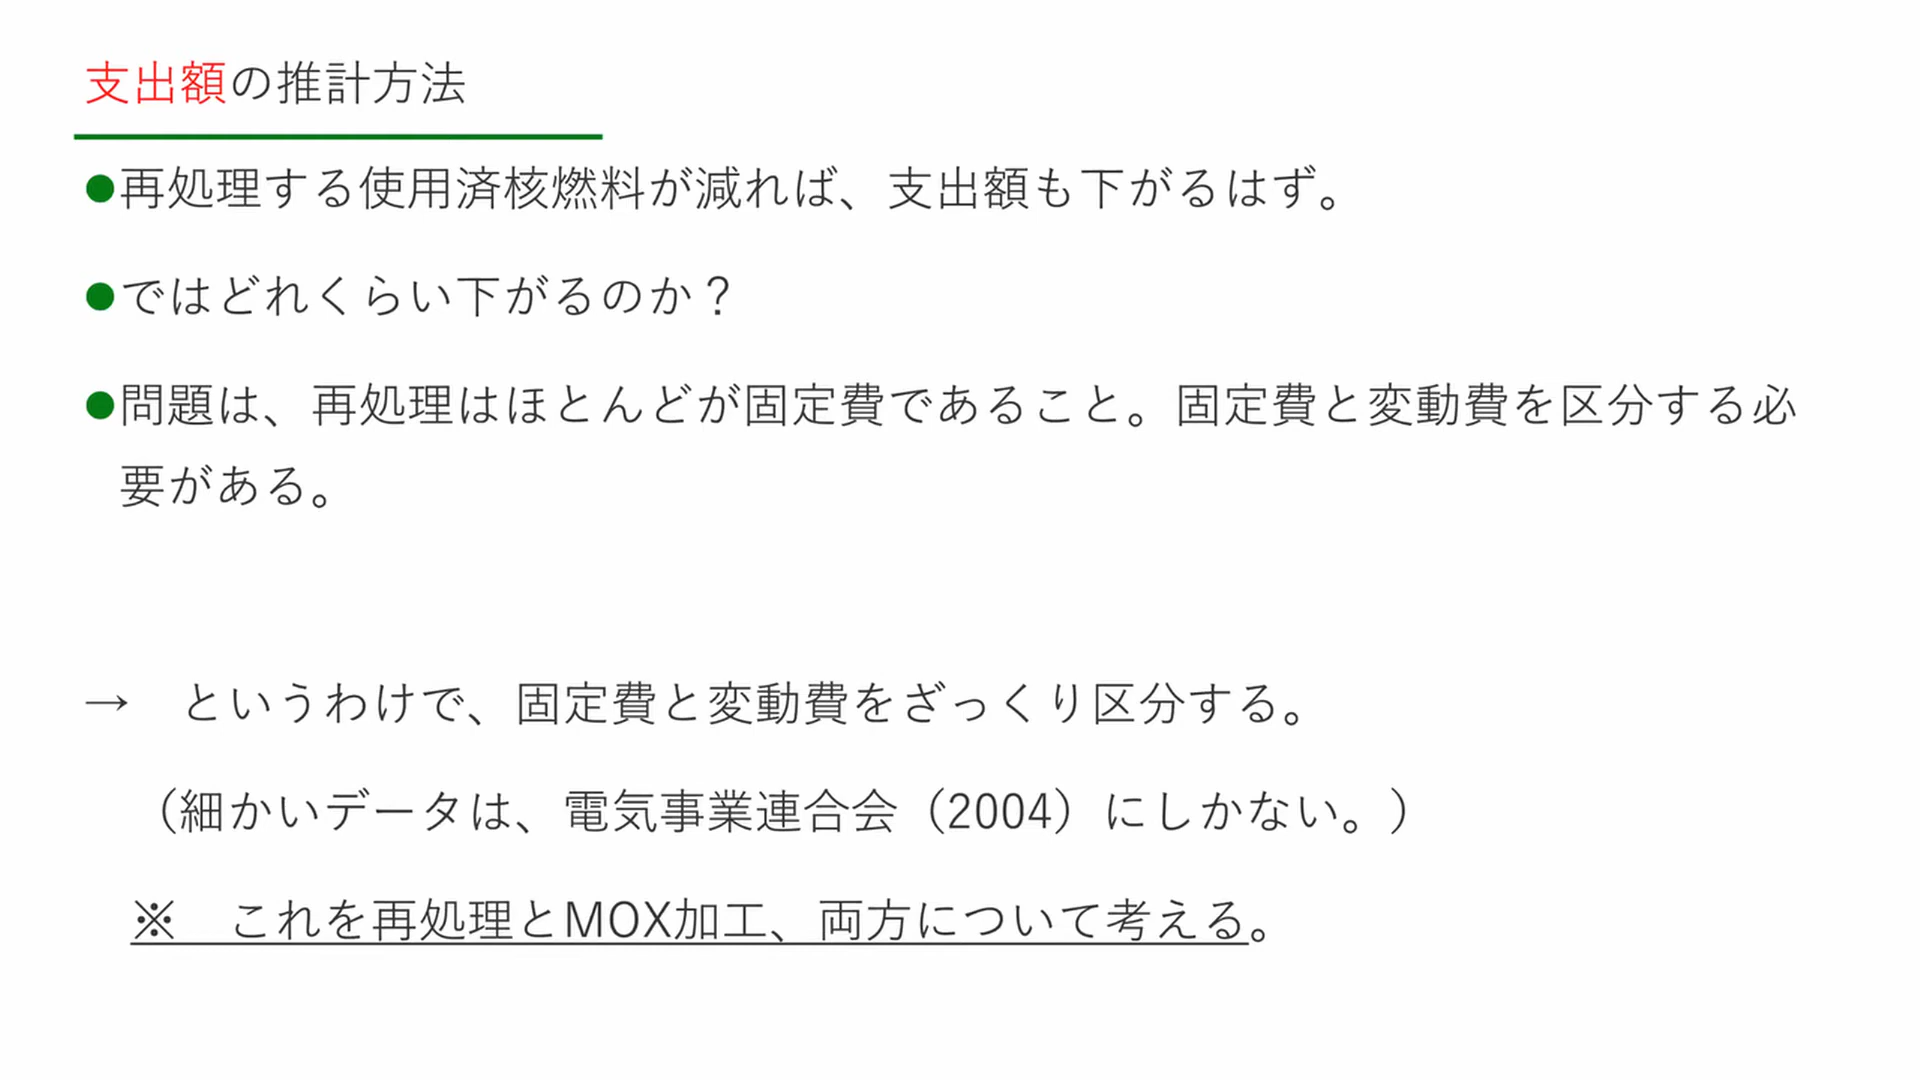 支出額の推計方法
●再処理する使用済核燃料が減れば、支出額も下がるはず。
●ではどれくらい下がるのか？
●問題は、再処理はほとんどが固定費であること。固定費と変動費を区分する必
要がある。
→　というわけで、固定費と変動費をざっくり区分する。
（細かいデータは、電気事業連合会（2004）にしかない。）
※　これを再処理とMOX加工、両方について考える。